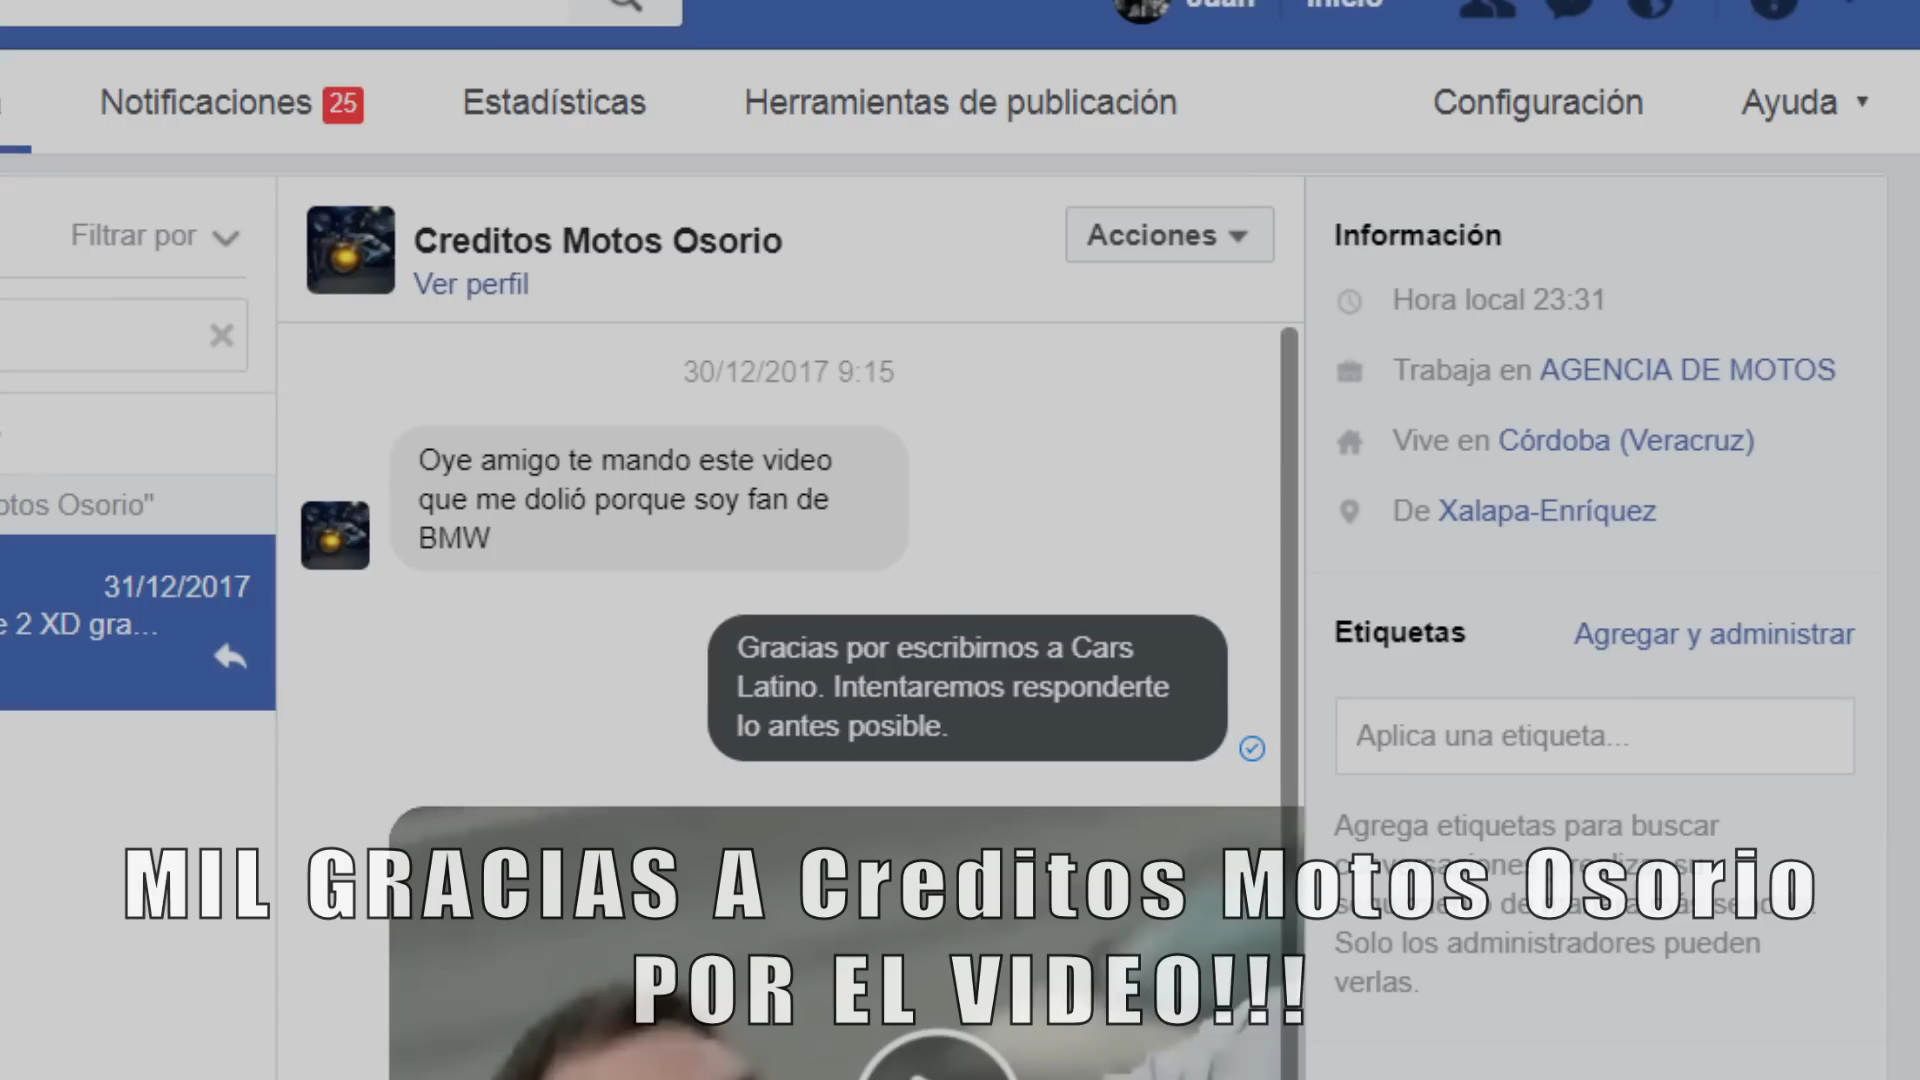 Juan Inicio
Notificaciones 25 Estadísticas Herramientas de publicación Configuración Ayuda
Filtrar por
Creditos Motos Osorio
Ver perfil
Acciones
Información
Hora local 23:31
Trabaja en AGENCIA DE MOTOS
Vive en Córdoba (Veracruz)
De Xalapa-Enríquez
30/12/2017 9:15
Oye amigo te mando este video
que me dolió porque soy fan de
BMW
otos Osorio"
31/12/2017
e 2 XD gra...
Gracias por escribirnos a Cars
Latino. Intentaremos responderte
lo antes posible.
Etiquetas Agregar y administrar
Aplica una etiqueta...
Agrega etiquetas para buscar
Solo los administradores pueden
verlas.
MIL GRACIAS A Creditos Motos Osorio
POR EL VIDEO!!!